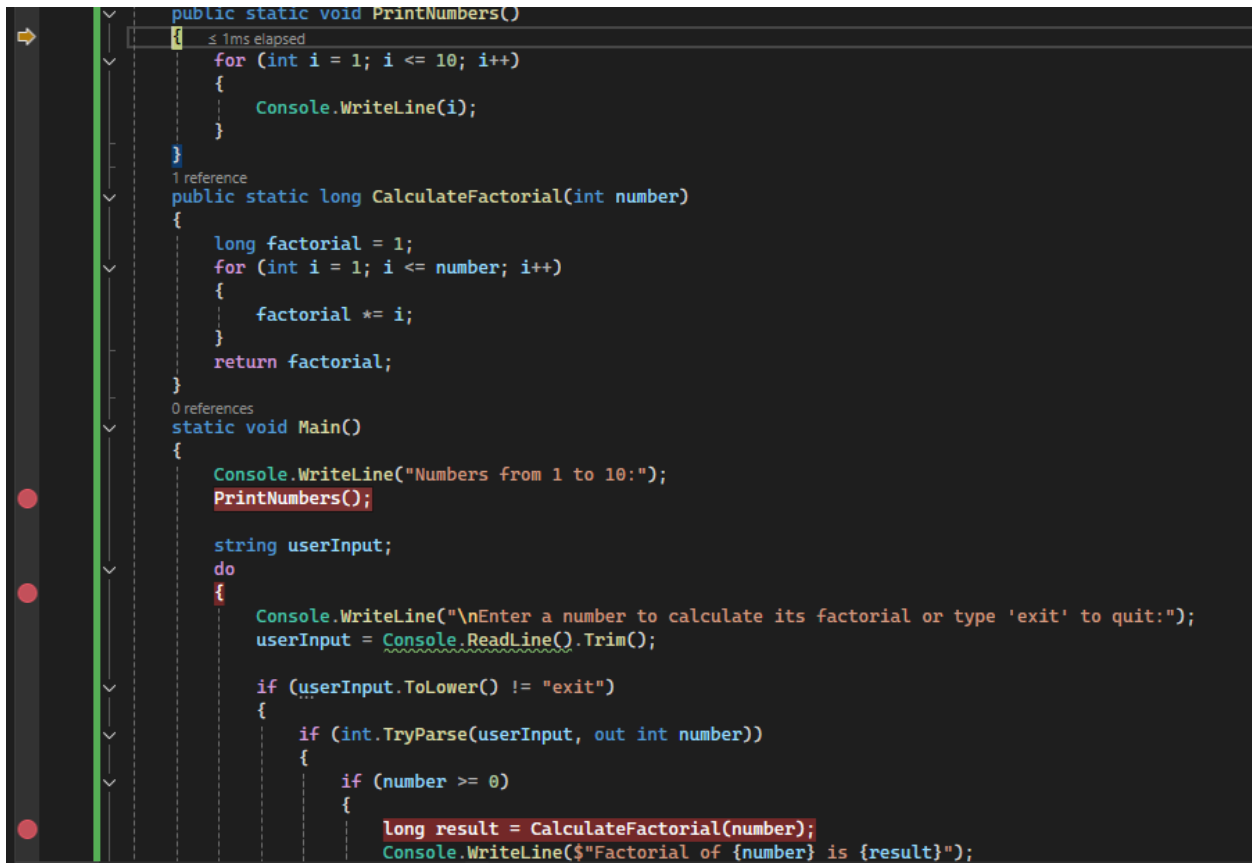 public static void PrintNumbers()
{ ≤ 1ms elapsed
for (int i = 1; i <= 10; i++)
{
Console.WriteLine(i);
}
}
1 reference
public static long CalculateFactorial(int number)
{
long factorial = 1;
for (int i = 1; i <= number; i++)
{
factorial *= i;
}
return factorial;
}
0 references
static void Main()
{
Console.WriteLine("Numbers from 1 to 10:");
PrintNumbers();
string userInput;
do
{
Console.WriteLine("\nEnter a number to calculate its factorial or type 'exit' to quit:");
userInput = Console.ReadLine().Trim();
if (userInput.ToLower() != "exit")
{
if (int.TryParse(userInput, out int number))
{
if (number >= 0)
{
long result = CalculateFactorial(number);
Console.WriteLine($"Factorial of {number} is {result}");